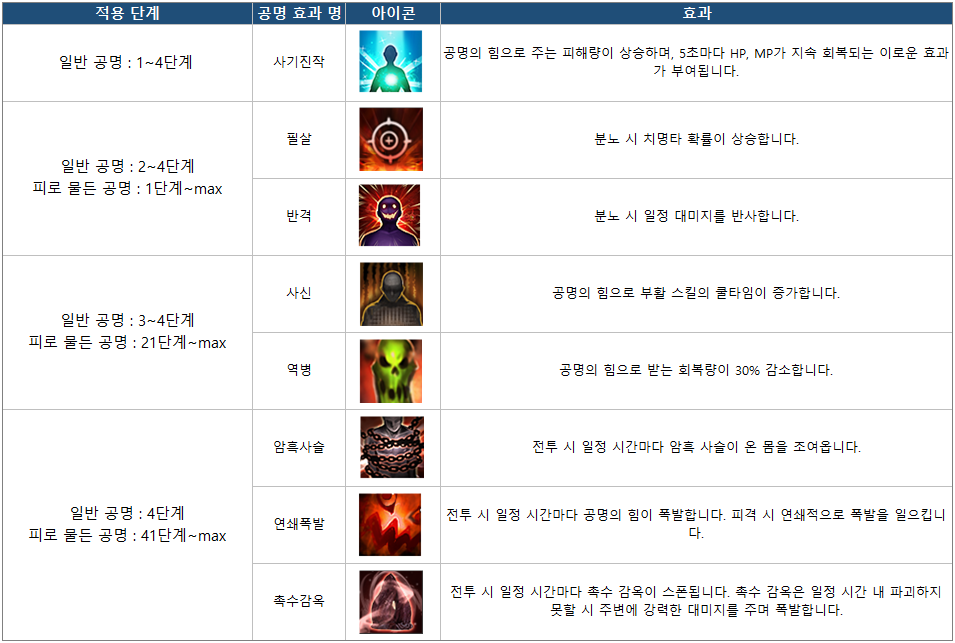 적용 단계 공명 효과 명 아이콘 효과
일반 공명 : 1~4단계
사기진작
공명의 힘으로 주는 피해량이 상승하며, 5초마다 HP, MP가 지속 회복되는 이로운 효과
가 부여됩니다.
일반 공명 : 2~4단계
피로 물든 공명 : 1단계~max
필살
분노 시 치명타 확률이 상승합니다.
반격
분노 시 일정 대미지를 반사합니다.
일반 공명 : 3~4단계
피로 물든 공명 : 21단계~max
사신
공명의 힘으로 부활 스킬의 쿨타임이 증가합니다.
역병
공명의 힘으로 받는 회복량이 30% 감소합니다.
일반 공명 : 4단계
피로 물든 공명 : 41단계~max
암흑사슬
전투 시 일정 시간마다 암흑 사슬이 온 몸을 조여옵니다.
연쇄폭발
전투 시 일정 시간마다 공명의 힘이 폭발합니다. 피격 시 연쇄적으로 폭발을 일으킵니
다.
촉수감옥
전투 시 일정 시간마다 촉수 감옥이 스폰됩니다. 촉수 감옥은 일정 시간 내 파괴하지
못할 시 주변에 강력한 대미지를 주며 폭발합니다.